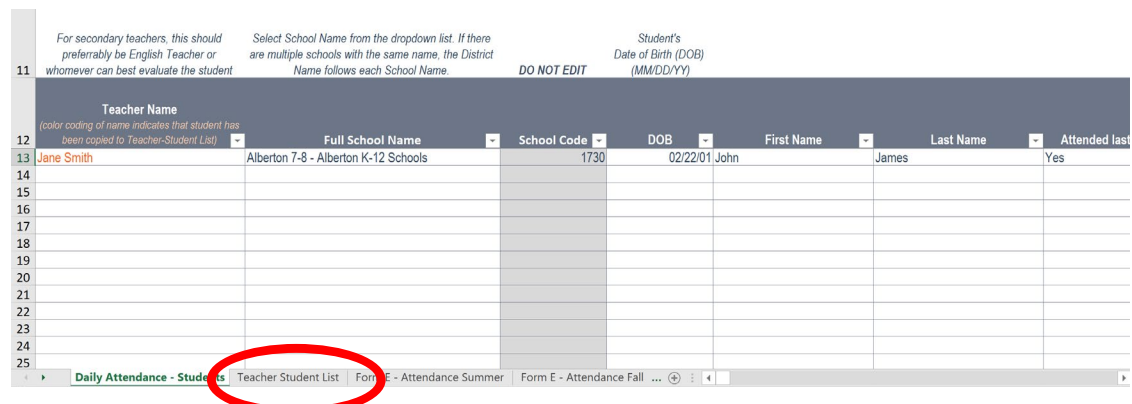 For secondary teachers, this should
preferrably be English Teacher or
whomever can best evaluate the student
Select School Name from the dropdown list. If there
are multiple schools with the same name, the District
Name follows each School Name.
DO NOT EDIT
Student's
Date of Birth (DOB)
(MM/DD/YY)
11
Teacher Name
(color coding of name indicates that student has
been copied to Teacher-Student List)
12
Full School Name
School Code
DOB
First Name
Last Name
Attended last
13 Jane Smith Alberton 7-8 - Alberton K-12 Schools 1730 02/22/01 John James Yes
14
15
16
17
18
19
20
21
22
23
24
25
Daily Attendance - Students Teacher Student List Form E - Attendance Summer Form E - Attendance Fall ...